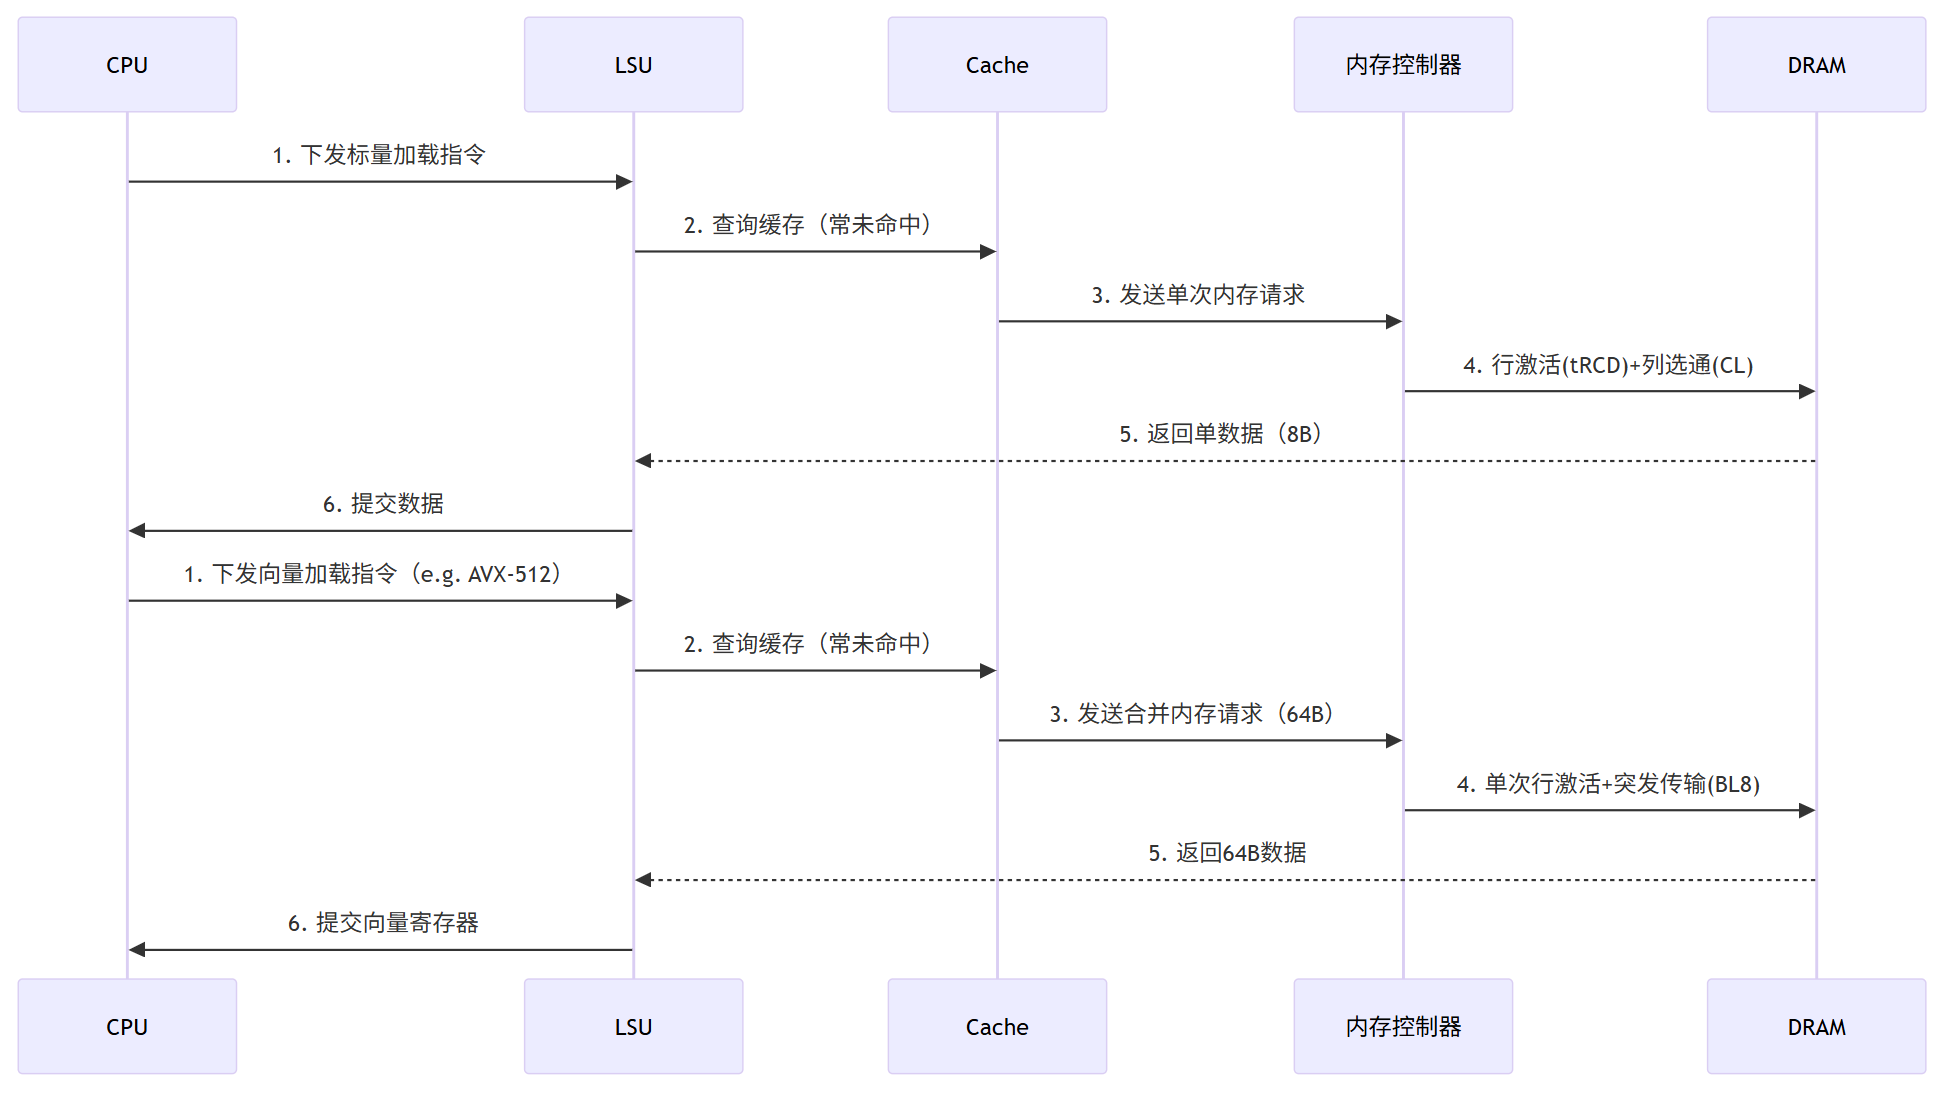 CPU
LSU
Cache
内存控制器
DRAM
1. 下发标量加载指令
2. 查询缓存（常未命中）
3. 发送单次内存请求
4. 行激活(tRCD)+列选通(CL)
5. 返回单数据（8B）
6. 提交数据
1. 下发向量加载指令（e.g. AVX-512）
2. 查询缓存（常未命中）
3. 发送合并内存请求（64B）
4. 单次行激活+突发传输(BL8)
5. 返回64B数据
6. 提交向量寄存器
CPU
LSU
Cache
内存控制器
DRAM